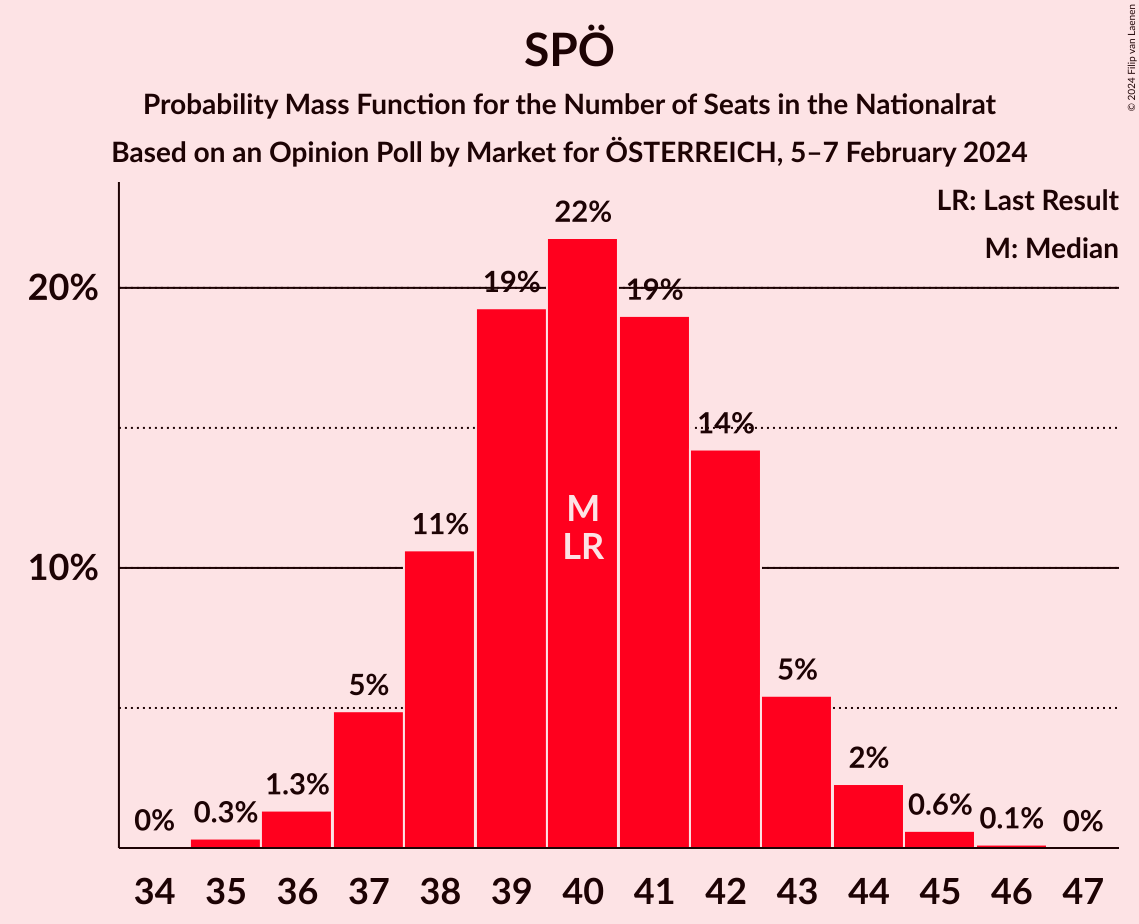 SPÖ
Probability Mass Function for the Number of Seats in the Nationalrat
Based on an Opinion Poll by Market for ÖSTERREICH, 5–7 February 2024
© 2024 Filip van Laenen
LR: Last Result
M: Median
20%
10%
0%
0.3%
1.3%
5%
11%
19%
22%
19%
14%
5%
2%
0.6%
0.1%
0%
M
LR
34 35 36 37 38 39 40 41 42 43 44 45 46 47